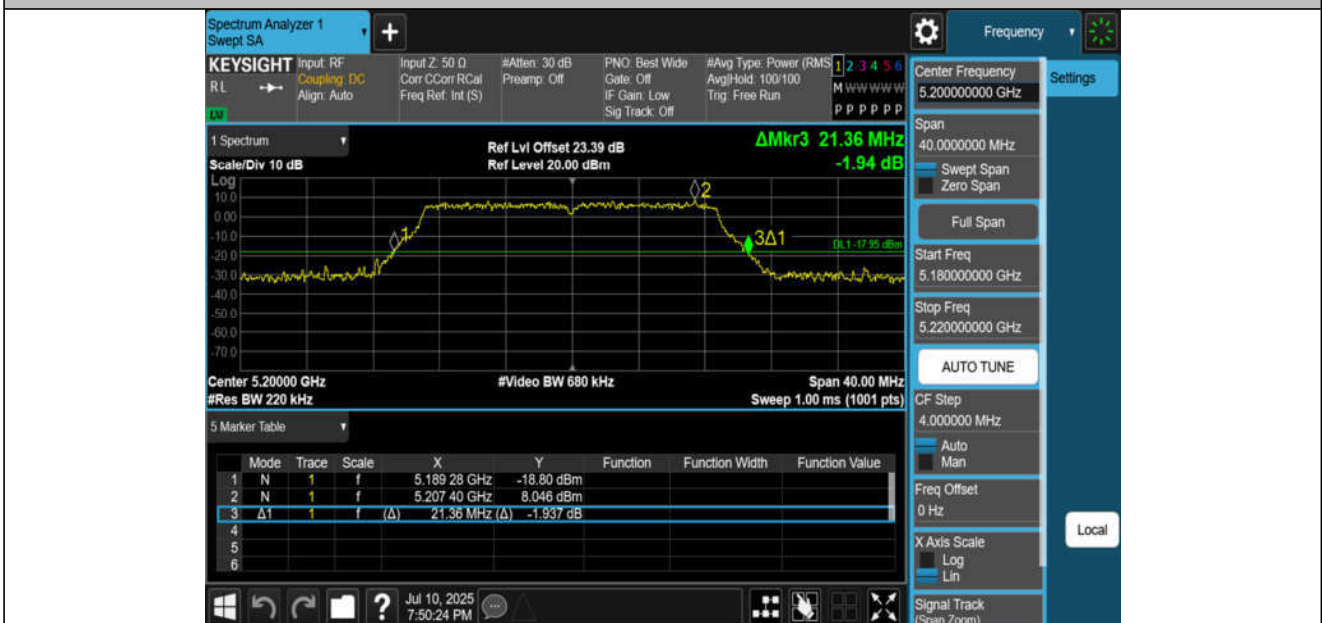 Spectrum Analyzer 1
Swept SA
+
Frequency
KEYSIGHT
RL
LU
Input: RF
Coupling: DC
Align: Auto
Input Z: 50 Ω
Corr CCorr RCal
Freq Ref: Int (S)
#Atten: 30 dB
Preamp: Off
PNO: Best Wide
Gate: Off
IF Gain: Low
Sig Track: Off
#Avg Type: Power (RMS
Avg|Hold: 100/100
Trig: Free Run
1 2 3 4 5 6
M W W W W W
P P P P P P
Center Frequency
5.200000000 GHz
Settings
Span
40.0000000 MHz
Swept Span
Zero Span
Full Span
Start Freq
5.180000000 GHz
Stop Freq
5.220000000 GHz
AUTO TUNE
CF Step
4.000000 MHz
Auto
Man
Freq Offset
0 Hz
X Axis Scale
Log
Lin
Signal Track
(Span Zoom)
Local
1 Spectrum
Scale/Div 10 dB
Ref Lvl Offset 23.39 dB
Ref Level 20.00 dBm
ΔMkr3 21.36 MHz
-1.94 dB
Log
10.0
0.00
-10.0
-20.0
-30.0
-40.0
-50.0
-60.0
-70.0
1
2
3Δ1
DL1 -17.95 dBm
Center 5.20000 GHz
#Video BW 680 kHz
Span 40.00 MHz
#Res BW 220 kHz
Sweep 1.00 ms (1001 pts)
5 Marker Table
Mode Trace Scale X Y Function Function Width Function Value
1 N 1 f 5.189 28 GHz -18.80 dBm
2 N 1 f 5.207 40 GHz 8.046 dBm
3 Δ1 1 f (Δ) 21.36 MHz (Δ) -1.937 dB
4
5
6
?
Jul 10, 2025
7:50:24 PM